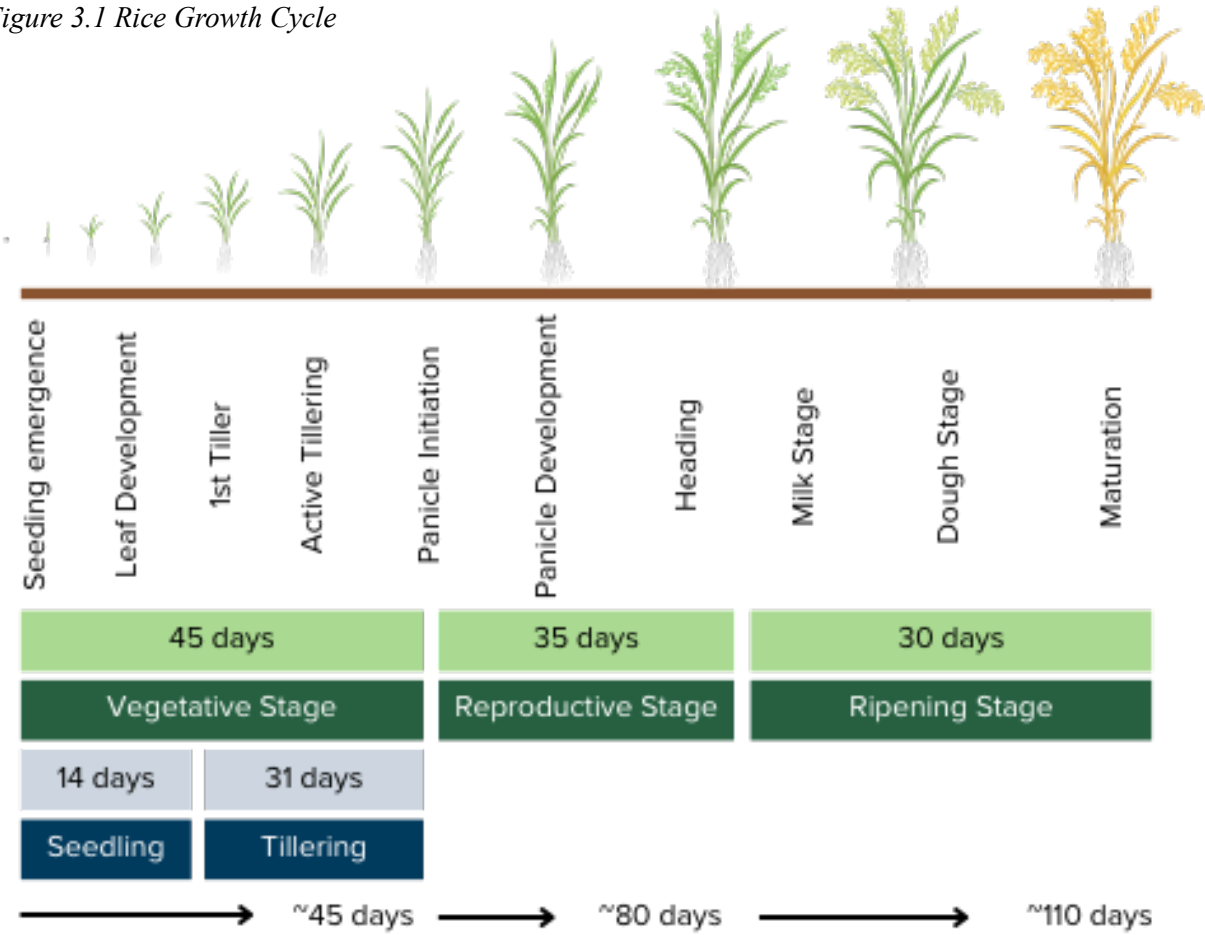 Figure 3.1 Rice Growth Cycle
Seeding emergence
Leaf Development
1st Tiller
Active Tillering
Panicle Initiation
Panicle Development
Heading
Milk Stage
Dough Stage
Maturation
45 days
35 days
30 days
Vegetative Stage
Reproductive Stage
Ripening Stage
14 days
31 days
Seedling
Tillering
~45 days
~80 days
~110 days